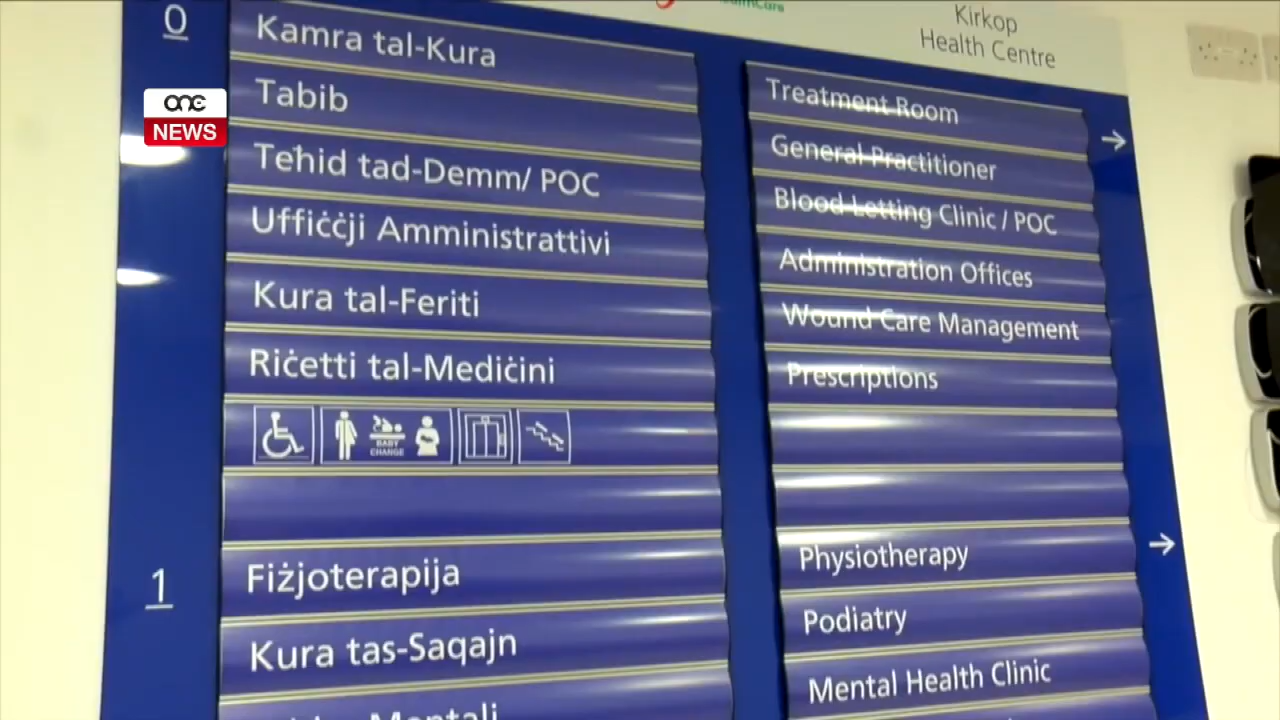 Kirkop
Health Centre
0
Kamra tal-Kura
Treatment Room
Tabib
General Practitioner
Teħid tad-Demm/ POC
Blood Letting Clinic / POC
Uffiċċji Amministrattivi
Administration Offices
Kura tal-Feriti
Wound Care Management
Riċetti tal-Mediċini
Prescriptions
BABY
CHANGE
1
Fiżjoterapija
Physiotherapy
Kura tas-Saqajn
Podiatry
Mentali
Mental Health Clinic
one
NEWS